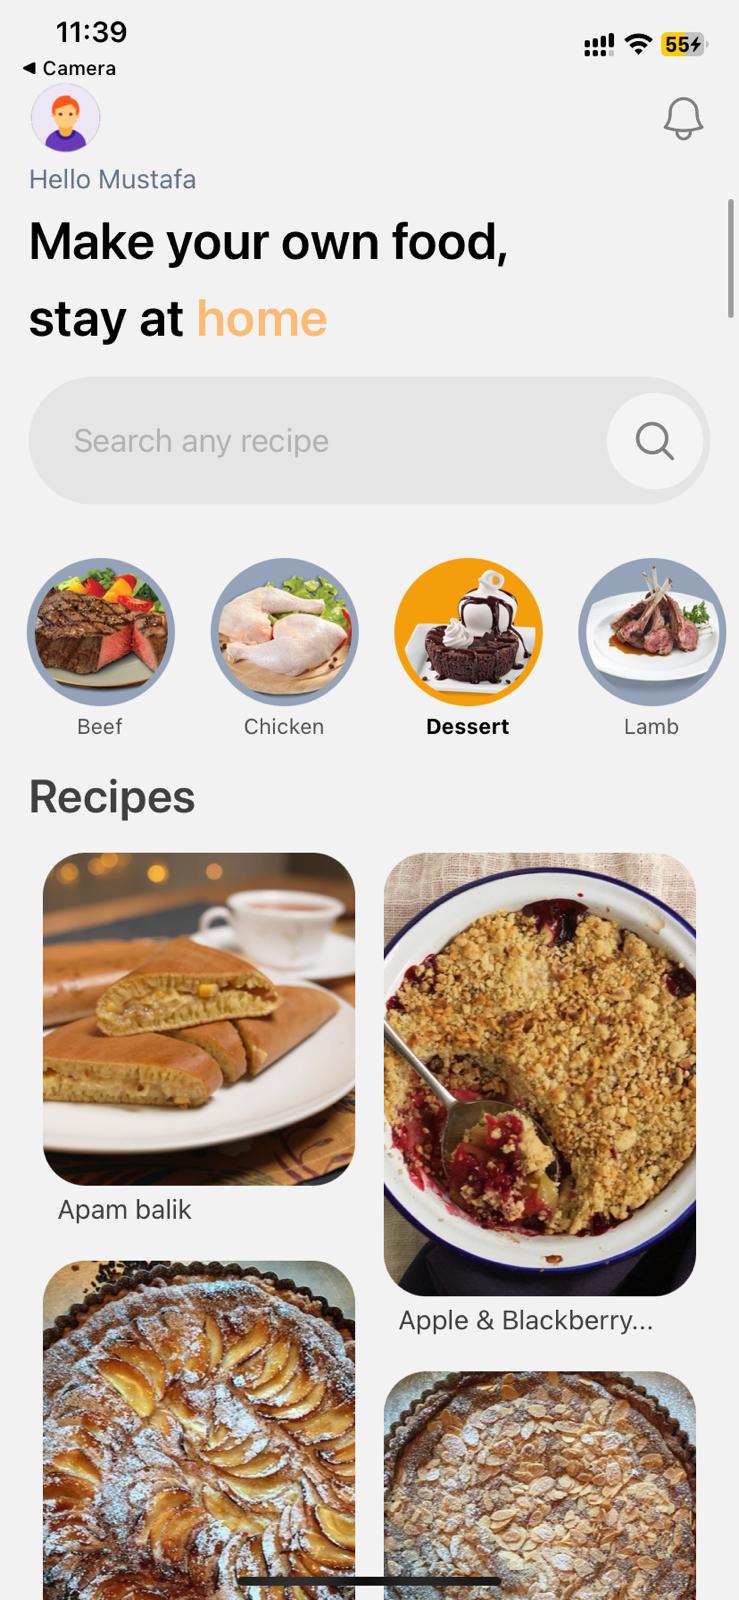 11:39
55
◀ Camera
Hello Mustafa
Make your own food,
stay at home
Search any recipe
Beef
Chicken
Dessert
Lamb
Recipes
Apam balik
Apple & Blackberry...